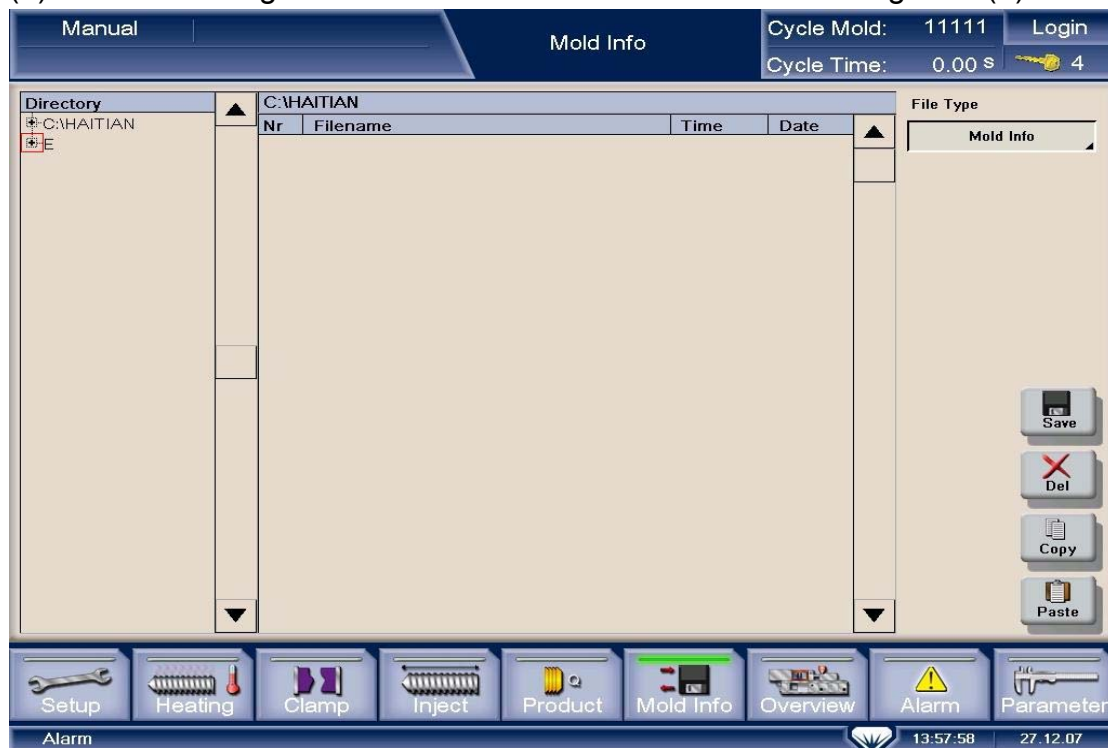 Manual
Mold Info
Cycle Mold: 11111
Login
Cycle Time: 0.00 s
4
Directory
C:\HAITIAN
E
C:\HAITIAN
Nr Filename Time Date
File Type
Mold Info
Save
Del
Copy
Paste
Setup Heating Clamp Inject Product Mold Info Overview Alarm Parameter
Alarm 13:57:58 27.12.07